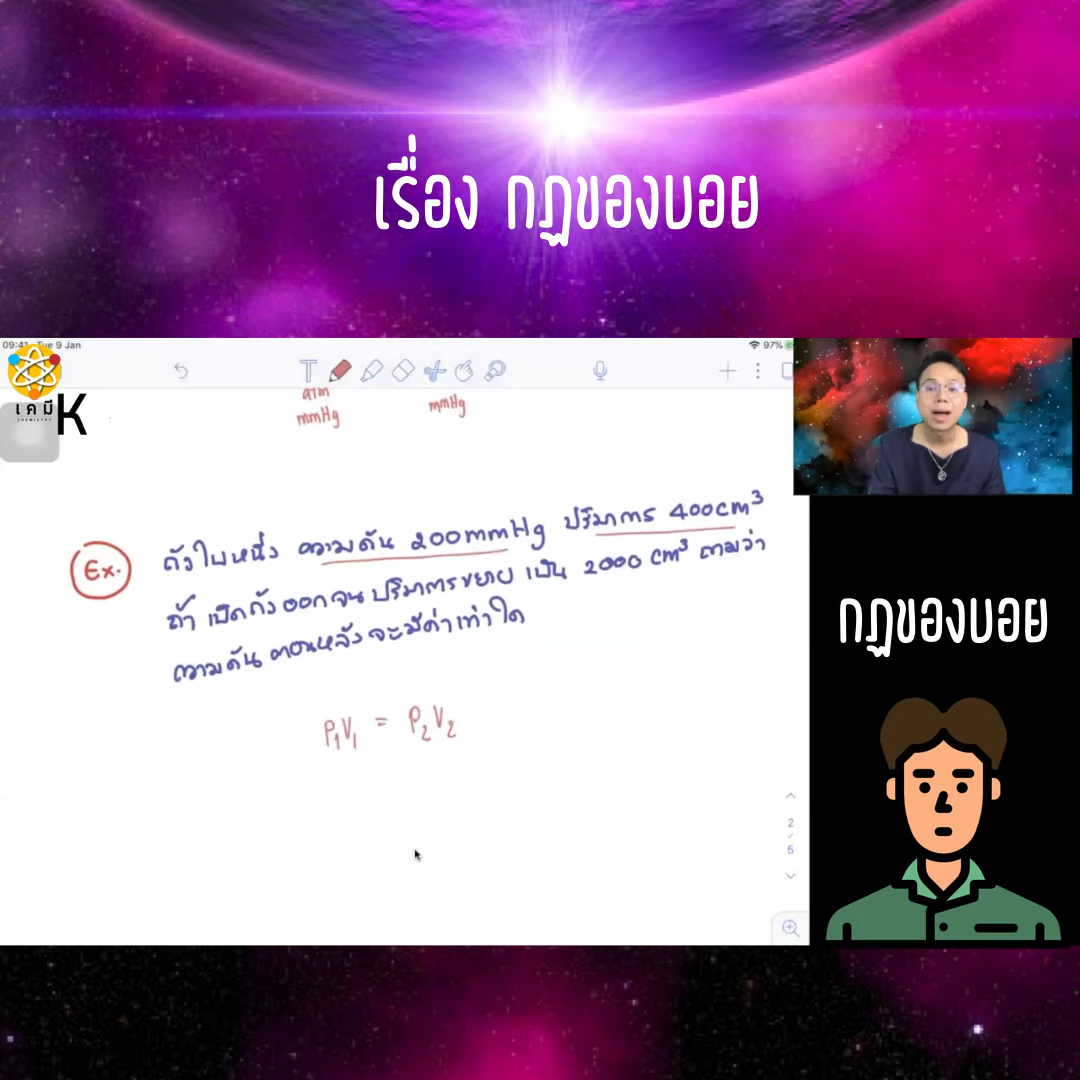 เรื่อง กฏของบอย
09:41 Tue 9 Jan
97%
T
atm
mmHg
mmHg
เคมี K
CHEMISTRY
Ex.
ถังใบหนึ่ง ความดัน 200mmHg ปริมาตร 400cm³
ถ้า เปิดถังออกจนปริมาตรขยาย เป็น 2000 cm³ ถามว่า
ความดัน ตอนหลังจะมีค่าเท่าใด
P₁V₁ = P₂V₂
กฏของบอย
2
/
5